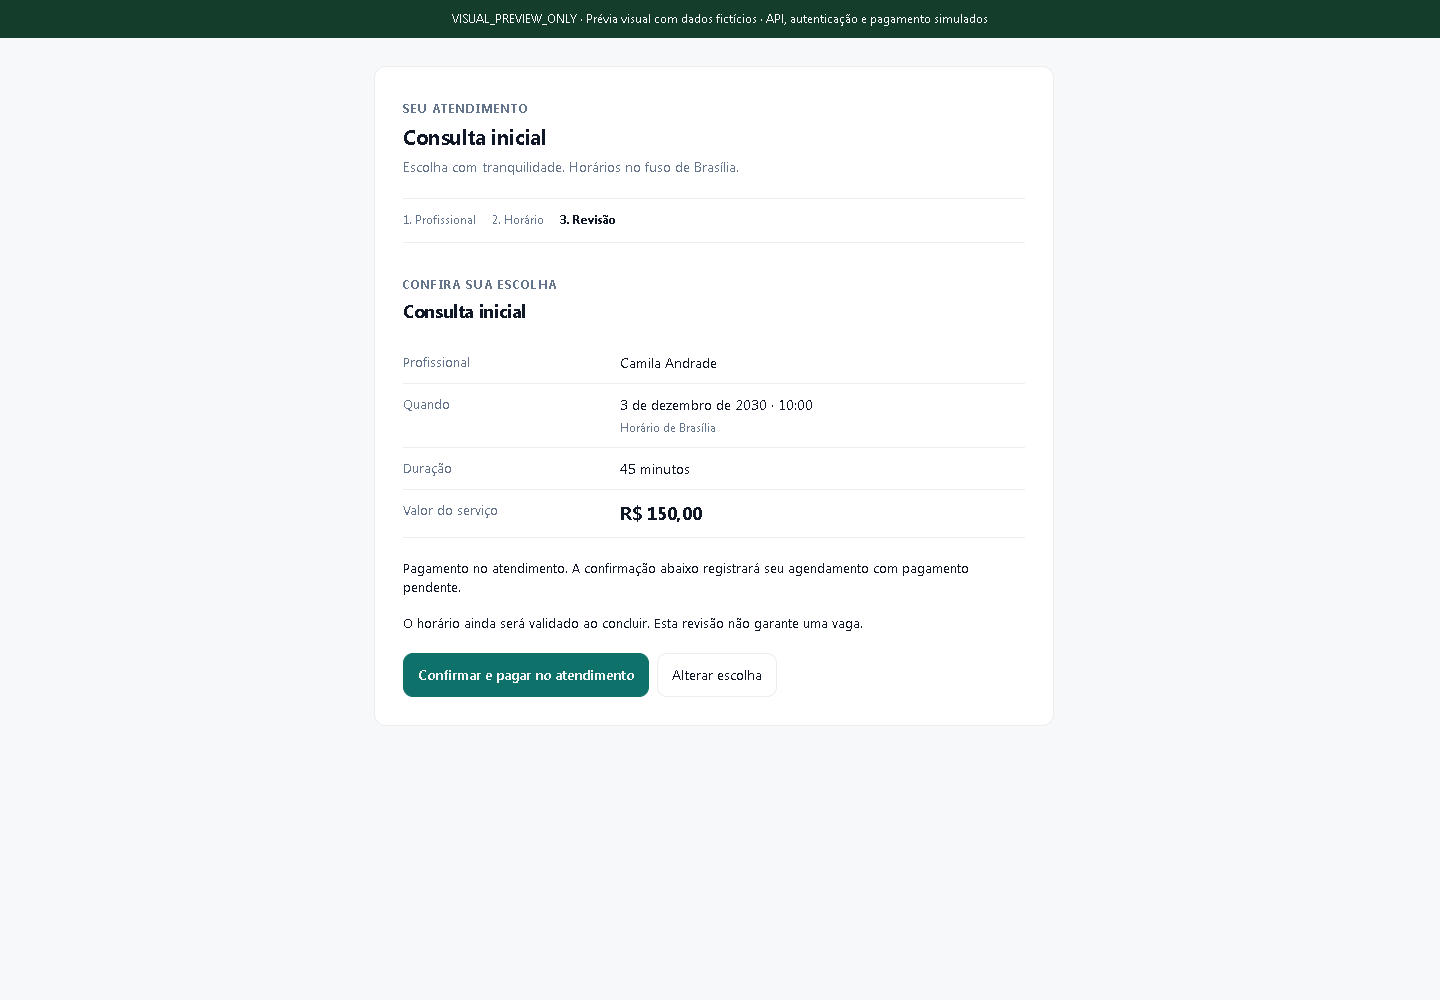 VISUAL_PREVIEW_ONLY · Prévia visual com dados fictícios · API, autenticação e pagamento simulados
SEU ATENDIMENTO
Consulta inicial
Escolha com tranquilidade. Horários no fuso de Brasília.
1. Profissional 2. Horário 3. Revisão
CONFIRA SUA ESCOLHA
Consulta inicial
Profissional Camila Andrade
Quando 3 de dezembro de 2030 · 10:00
Horário de Brasília
Duração 45 minutos
Valor do serviço R$ 150,00
Pagamento no atendimento. A confirmação abaixo registrará seu agendamento com pagamento
pendente.
O horário ainda será validado ao concluir. Esta revisão não garante uma vaga.
Confirmar e pagar no atendimento Alterar escolha